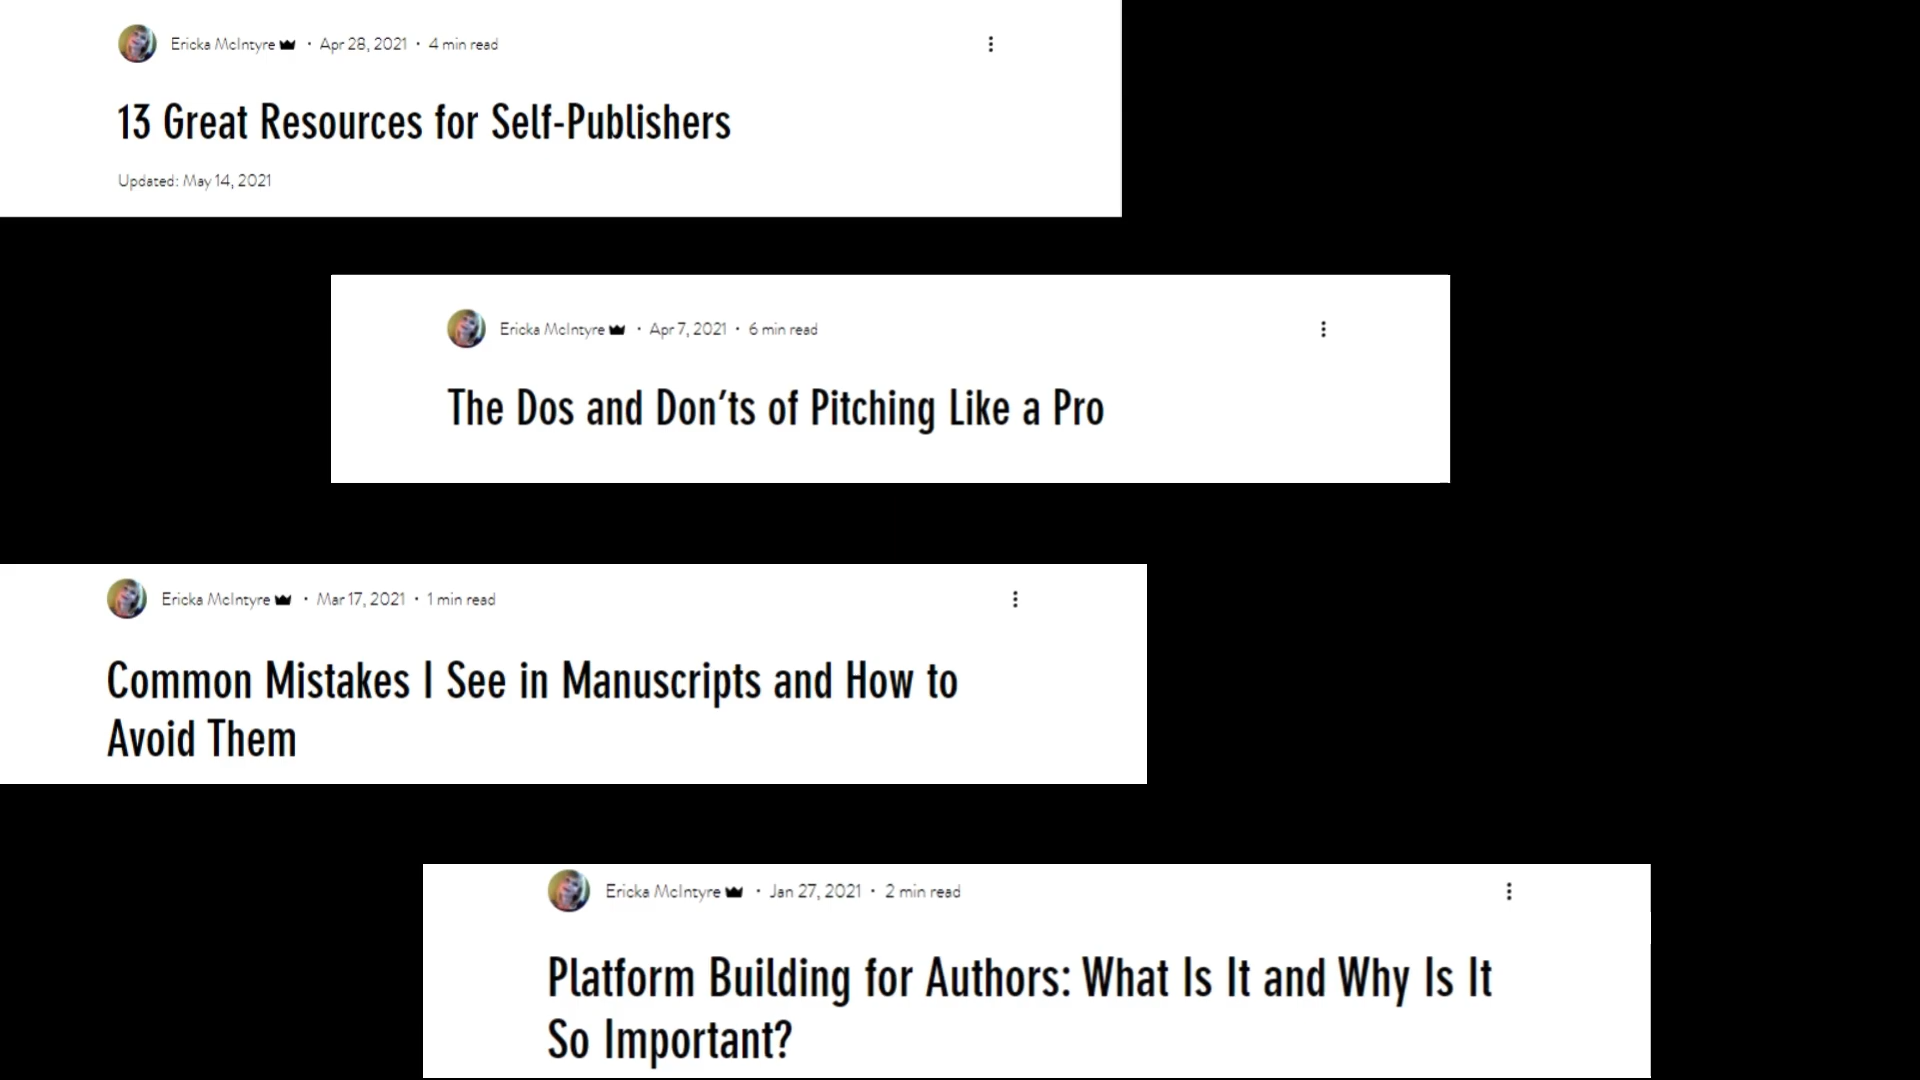 Ericka McIntyre · Apr 28, 2021 · 4 min read
13 Great Resources for Self-Publishers
Updated: May 14, 2021
Ericka McIntyre · Apr 7, 2021 · 6 min read
The Dos and Don’ts of Pitching Like a Pro
Ericka McIntyre · Mar 17, 2021 · 1 min read
Common Mistakes I See in Manuscripts and How to
Avoid Them
Ericka McIntyre · Jan 27, 2021 · 2 min read
Platform Building for Authors: What Is It and Why Is It
So Important?